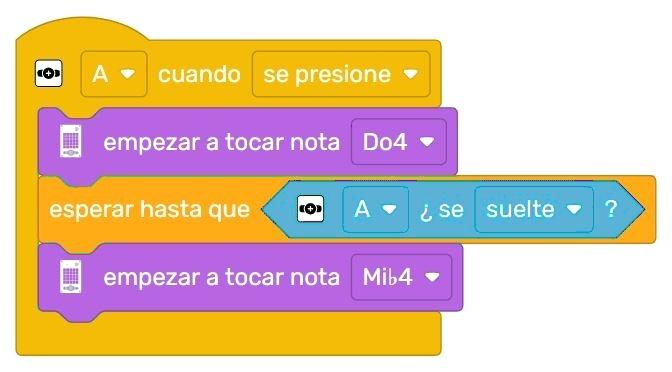 A cuando se presione
empezar a tocar nota Do4
esperar hasta que A ¿ se suelte ?
empezar a tocar nota Mi♭4